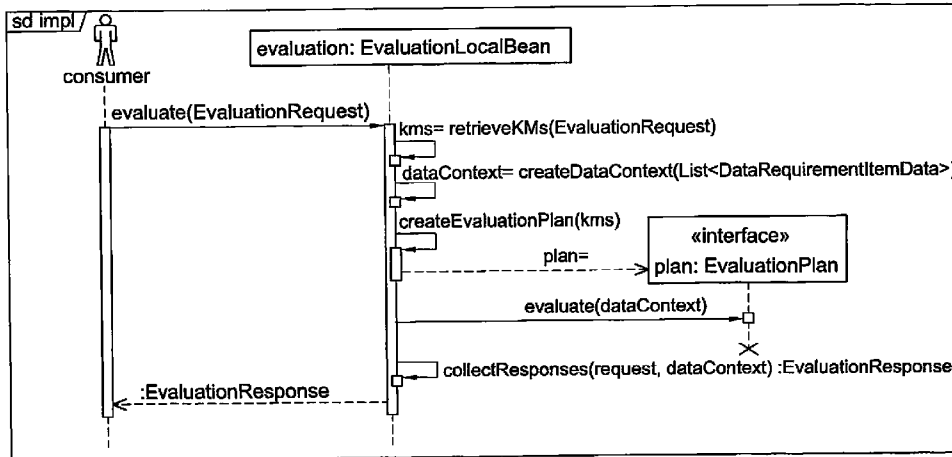 sd impl
evaluation: EvaluationLocalBean
consumer
evaluate(EvaluationRequest)
kms= retrieveKMs(EvaluationRequest)
dataContext= createDataContext(List<DataRequirementItemData>)
createEvaluationPlan(kms)
«interface»
plan: EvaluationPlan
plan=
evaluate(dataContext)
collectResponses(request, dataContext) :EvaluationResponse
:EvaluationResponse